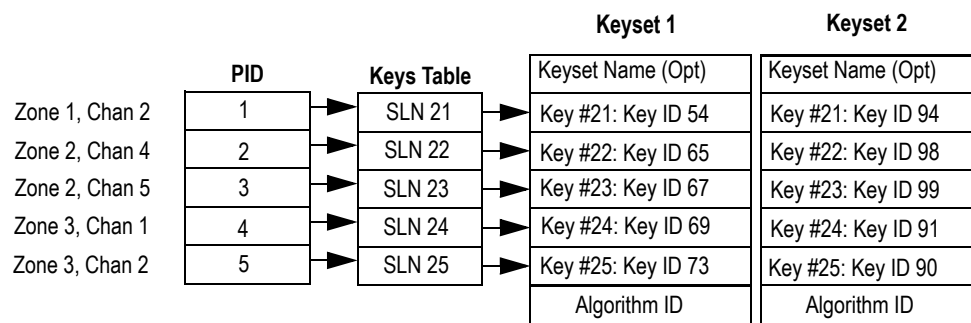 Keyset 1 Keyset 2
PID Keys Table Keyset Name (Opt) Keyset Name (Opt)
Zone 1, Chan 2 1 SLN 21 Key #21: Key ID 54 Key #21: Key ID 94
Zone 2, Chan 4 2 SLN 22 Key #22: Key ID 65 Key #22: Key ID 98
Zone 2, Chan 5 3 SLN 23 Key #23: Key ID 67 Key #23: Key ID 99
Zone 3, Chan 1 4 SLN 24 Key #24: Key ID 69 Key #24: Key ID 91
Zone 3, Chan 2 5 SLN 25 Key #25: Key ID 73 Key #25: Key ID 90
Algorithm ID Algorithm ID